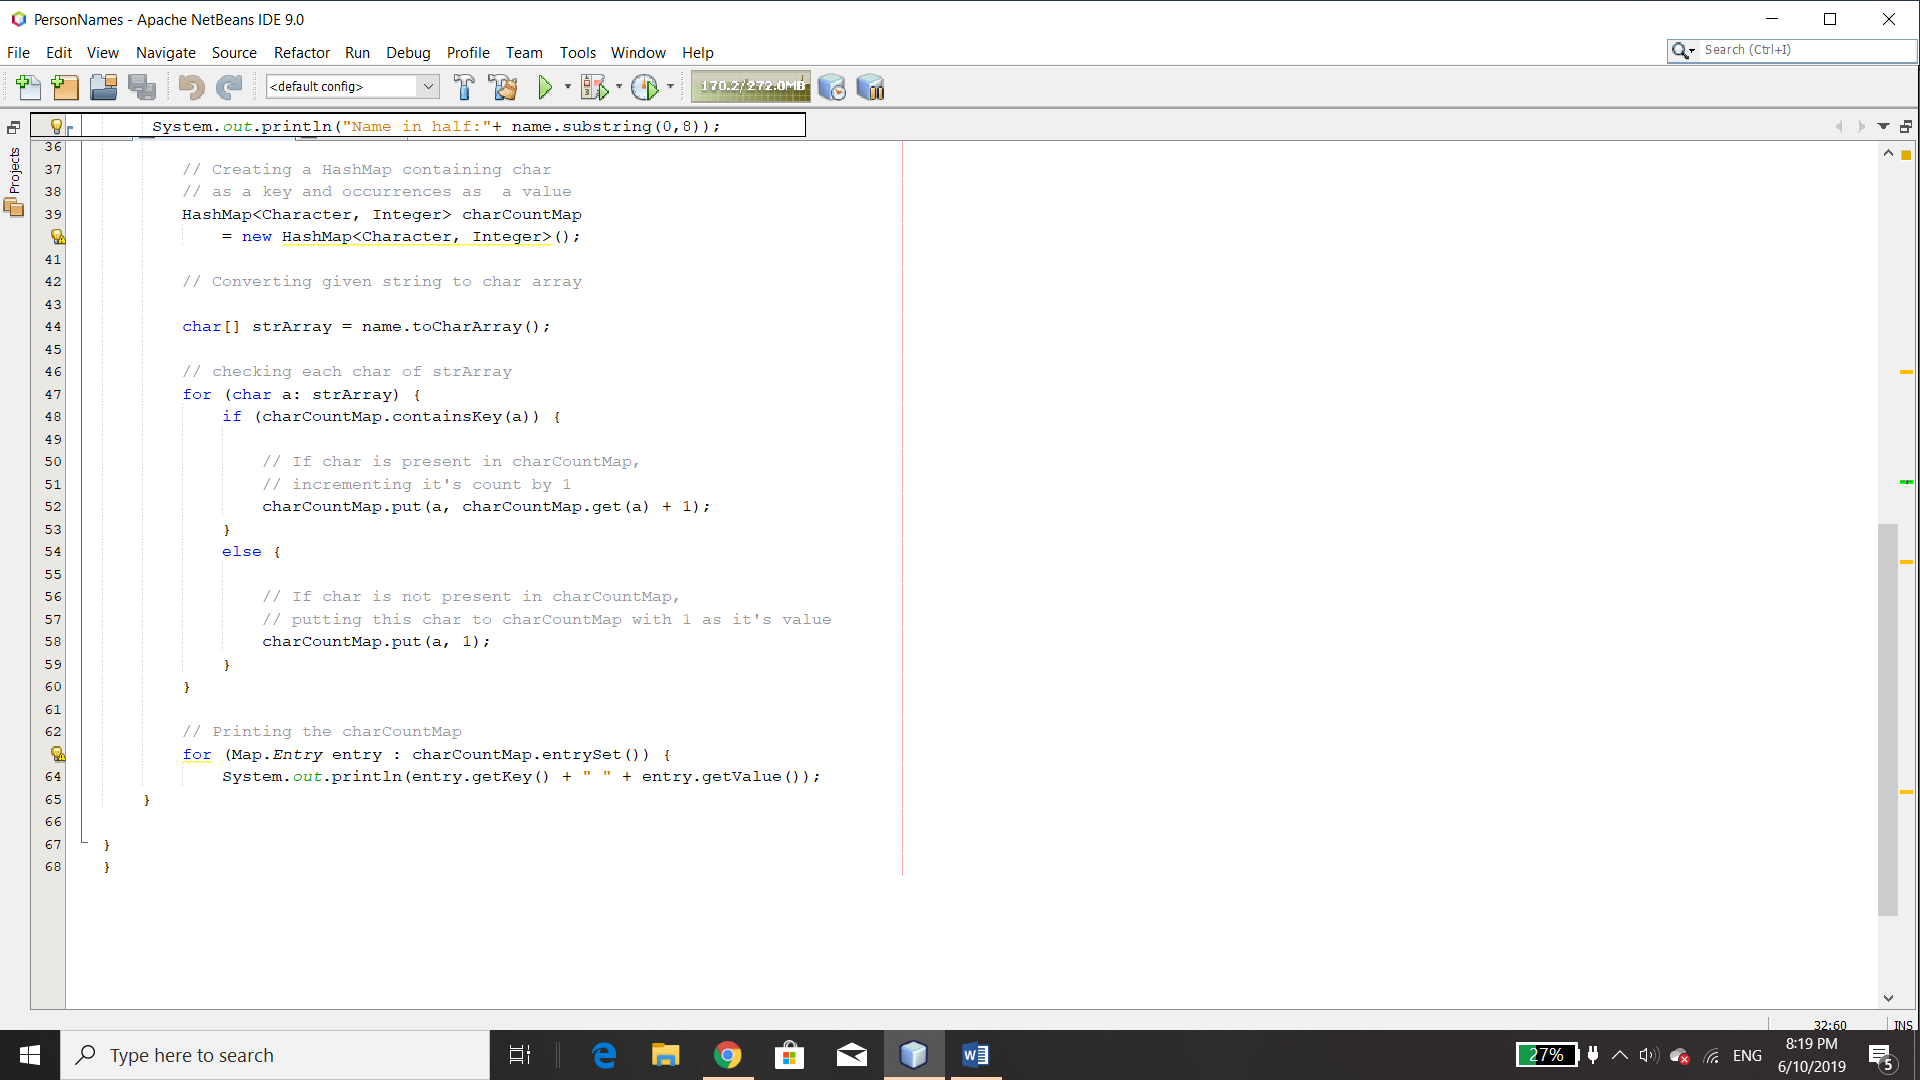 PersonNames - Apache NetBeans IDE 9.0
File Edit View Navigate Source Refactor Run Debug Profile Team Tools Window Help
Search (Ctrl+I)
<default config>
170.2/272.0MB
Projects
System.out.println("Name in half:"+ name.substring(0,8));
36
37 // Creating a HashMap containing char
38 // as a key and occurrences as  a value
39 HashMap<Character, Integer> charCountMap
= new HashMap<Character, Integer>();
41
42 // Converting given string to char array
43
44 char[] strArray = name.toCharArray();
45
46 // checking each char of strArray
47 for (char a: strArray) {
48 if (charCountMap.containsKey(a)) {
49
50 // If char is present in charCountMap,
51 // incrementing it's count by 1
52 charCountMap.put(a, charCountMap.get(a) + 1);
53 }
54 else {
55
56 // If char is not present in charCountMap,
57 // putting this char to charCountMap with 1 as it's value
58 charCountMap.put(a, 1);
59 }
60 }
61
62 // Printing the charCountMap
for (Map.Entry entry : charCountMap.entrySet()) {
64 System.out.println(entry.getKey() + " " + entry.getValue());
65 }
66
67 }
68 }
32:60 INS
Type here to search
27%
ENG
8:19 PM
6/10/2019
5